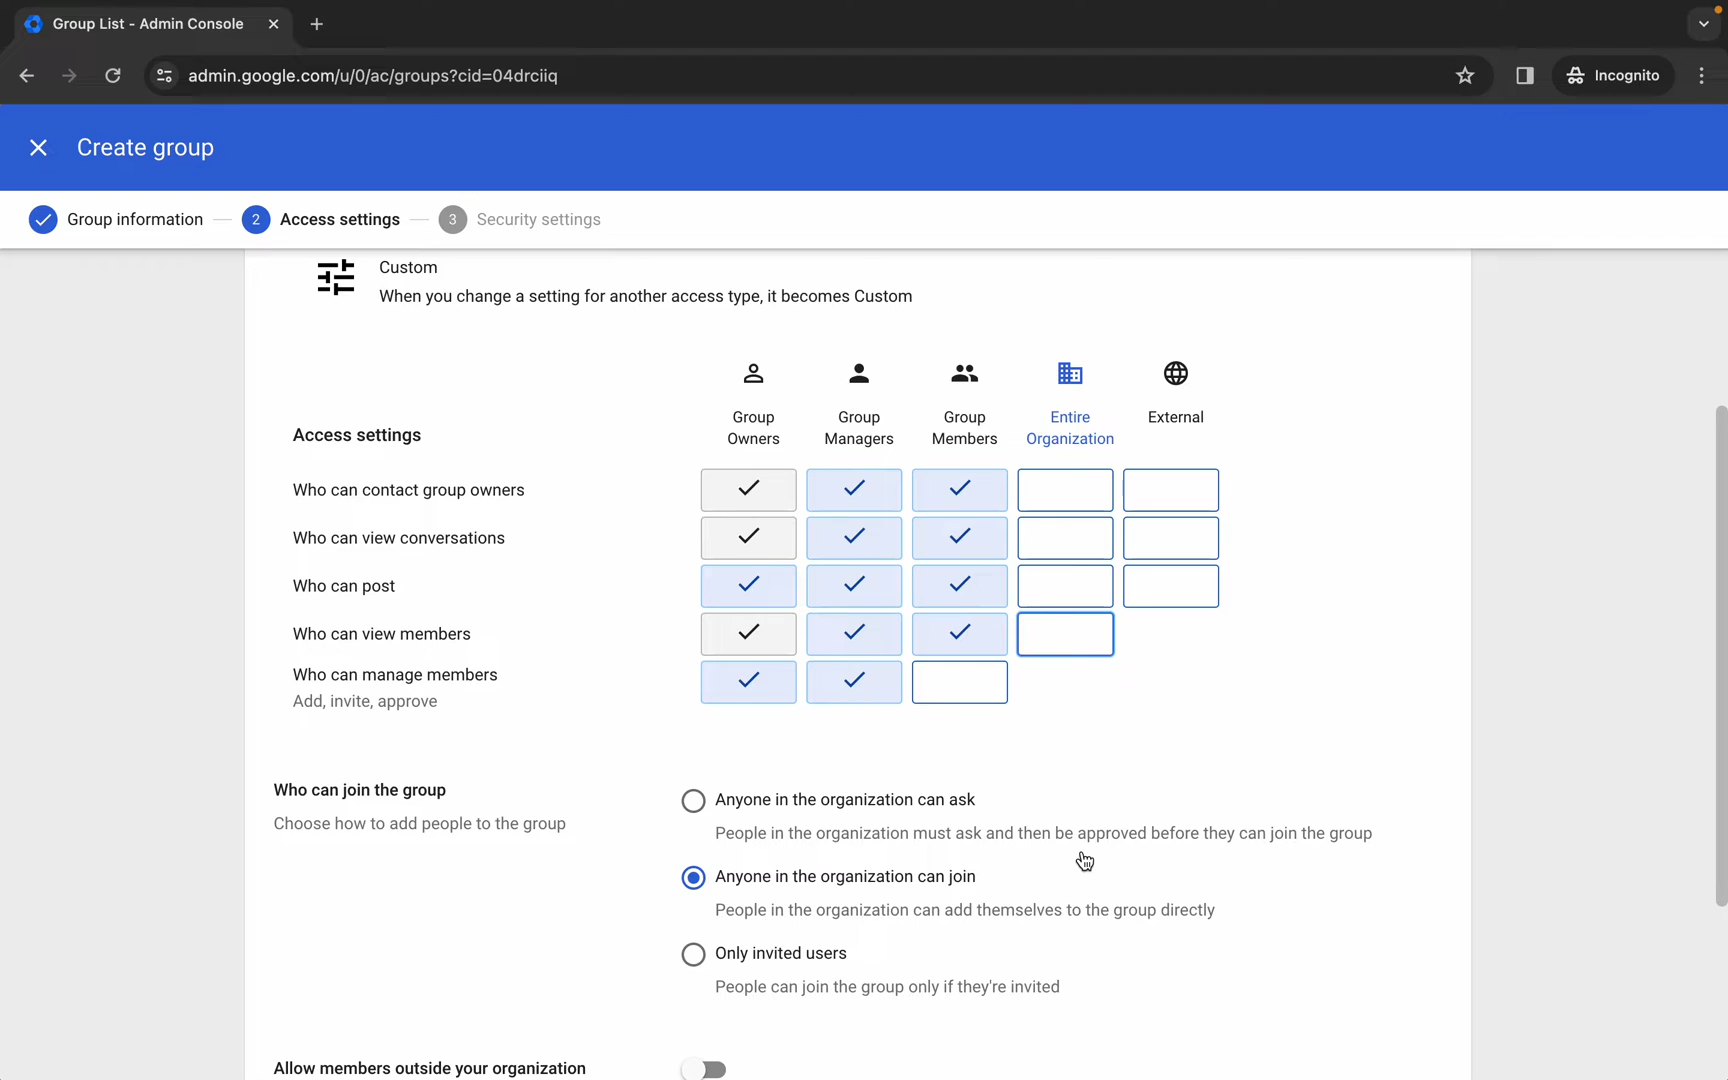 Group List - Admin Console
admin.google.com/u/0/ac/groups?cid=04drciiq
Incognito
Create group
Group information
2 Access settings
3 Security settings
Custom
When you change a setting for another access type, it becomes Custom
Access settings
Group Owners
Group Managers
Group Members
Entire Organization
External
Who can contact group owners
Who can view conversations
Who can post
Who can view members
Who can manage members
Add, invite, approve
Who can join the group
Choose how to add people to the group
Anyone in the organization can ask
People in the organization must ask and then be approved before they can join the group
Anyone in the organization can join
People in the organization can add themselves to the group directly
Only invited users
People can join the group only if they're invited
Allow members outside your organization